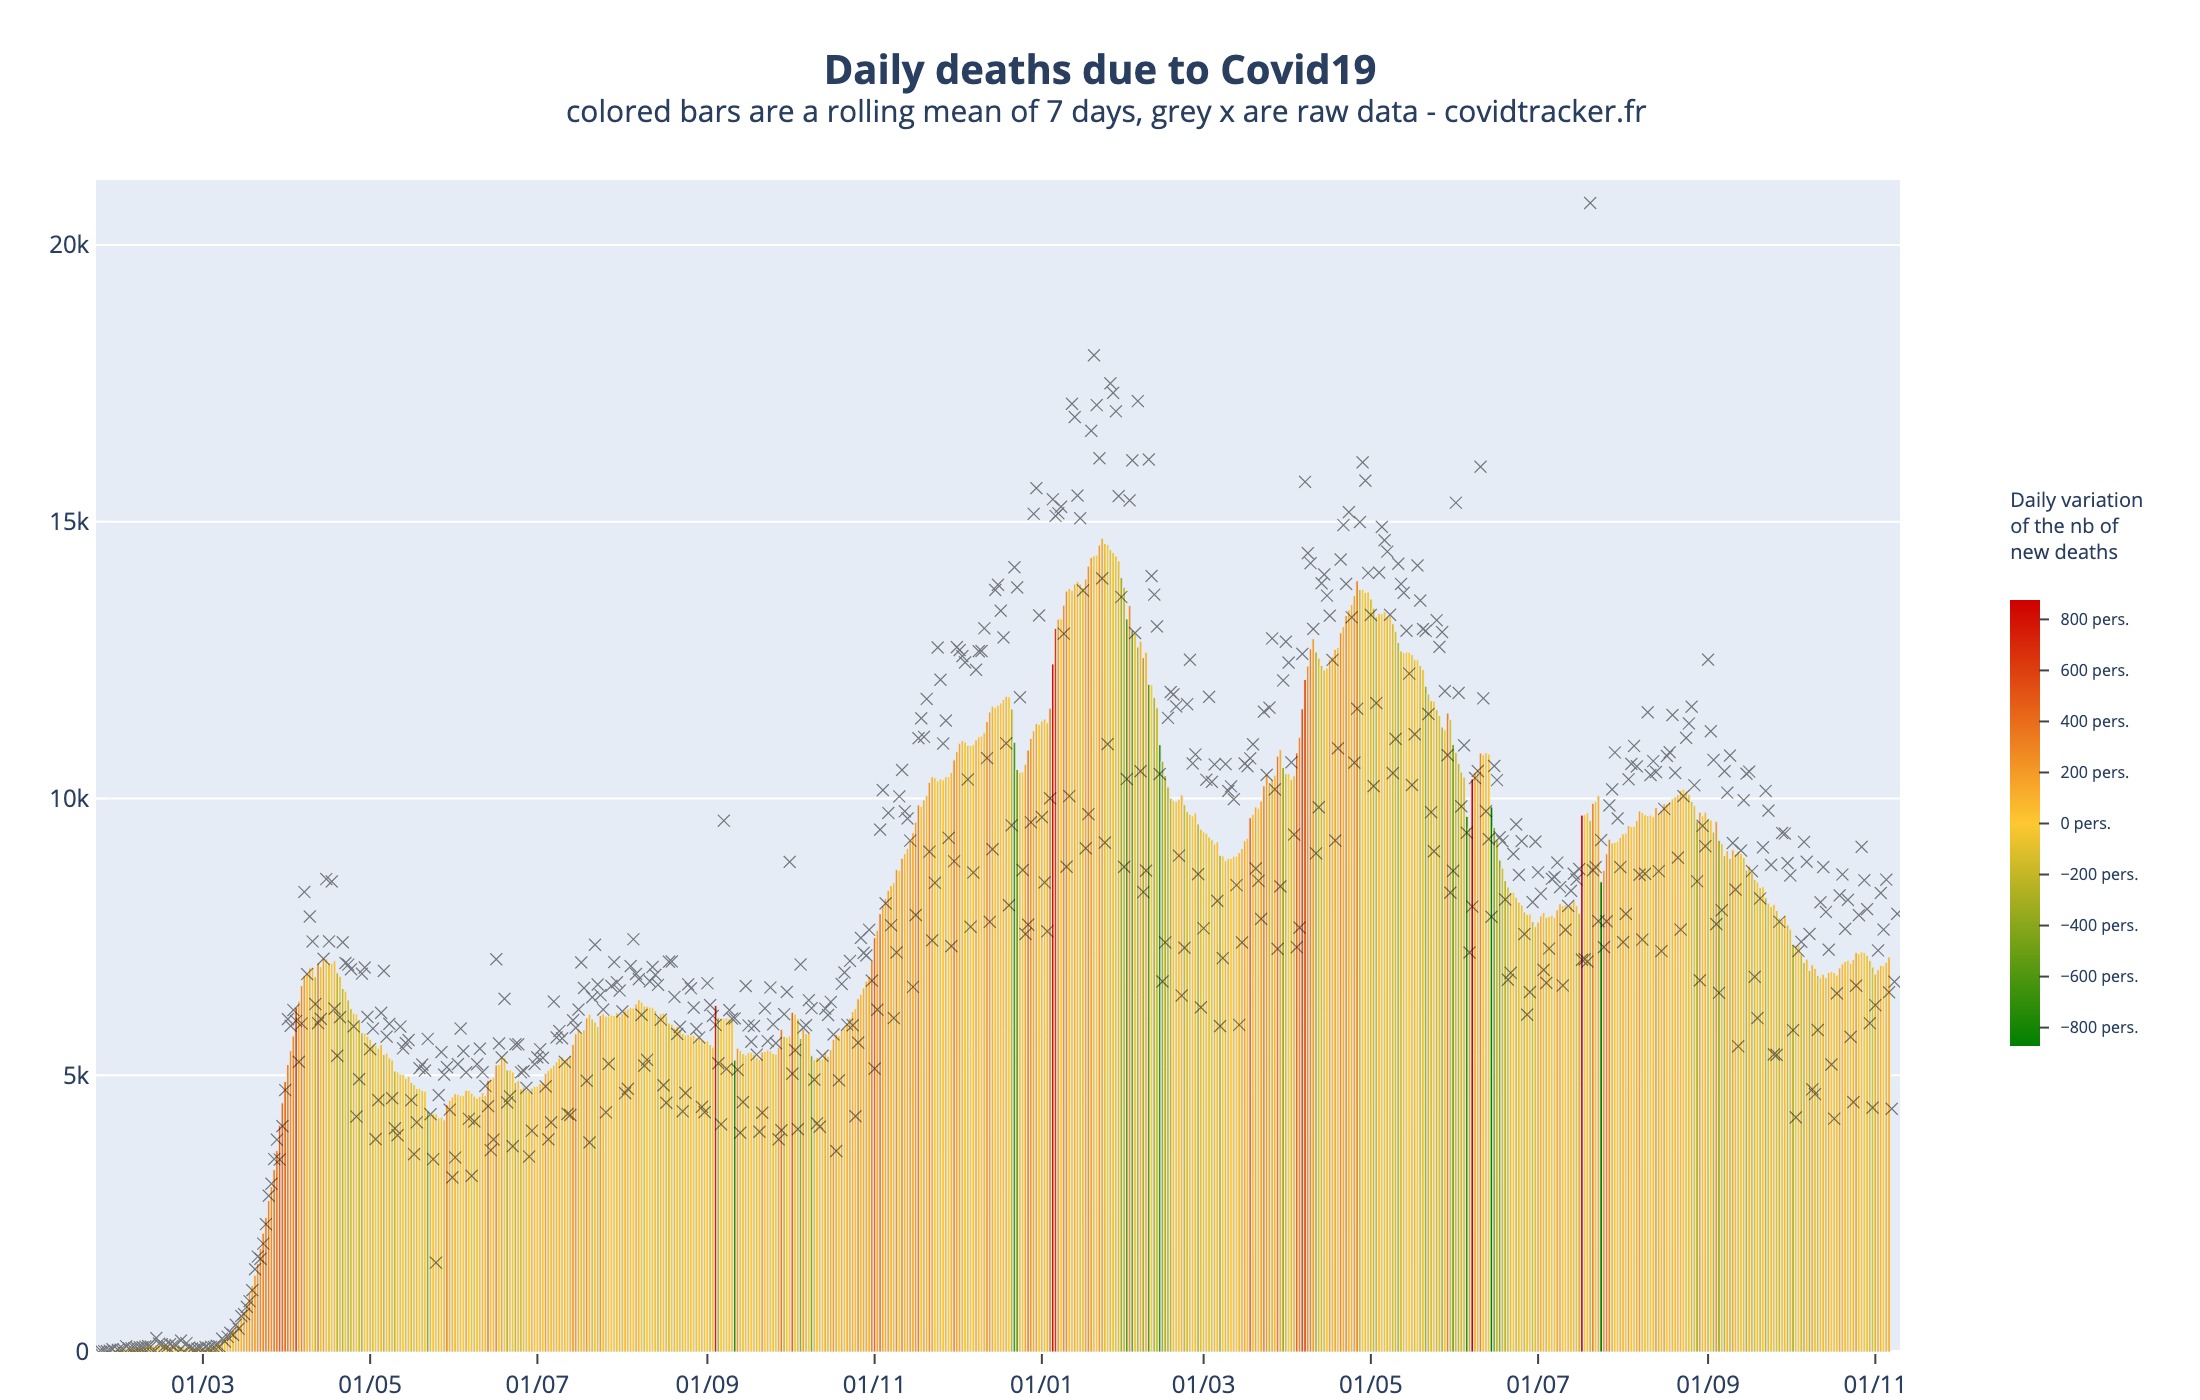 Daily deaths due to Covid19
colored bars are a rolling mean of 7 days, grey x are raw data - covidtracker.fr
20k
15k
10k
5k
0
01/03
01/05
01/07
01/09
01/11
01/01
01/03
01/05
01/07
01/09
01/11
Daily variation
of the nb of
new deaths
800 pers.
600 pers.
400 pers.
200 pers.
0 pers.
−200 pers.
−400 pers.
−600 pers.
−800 pers.